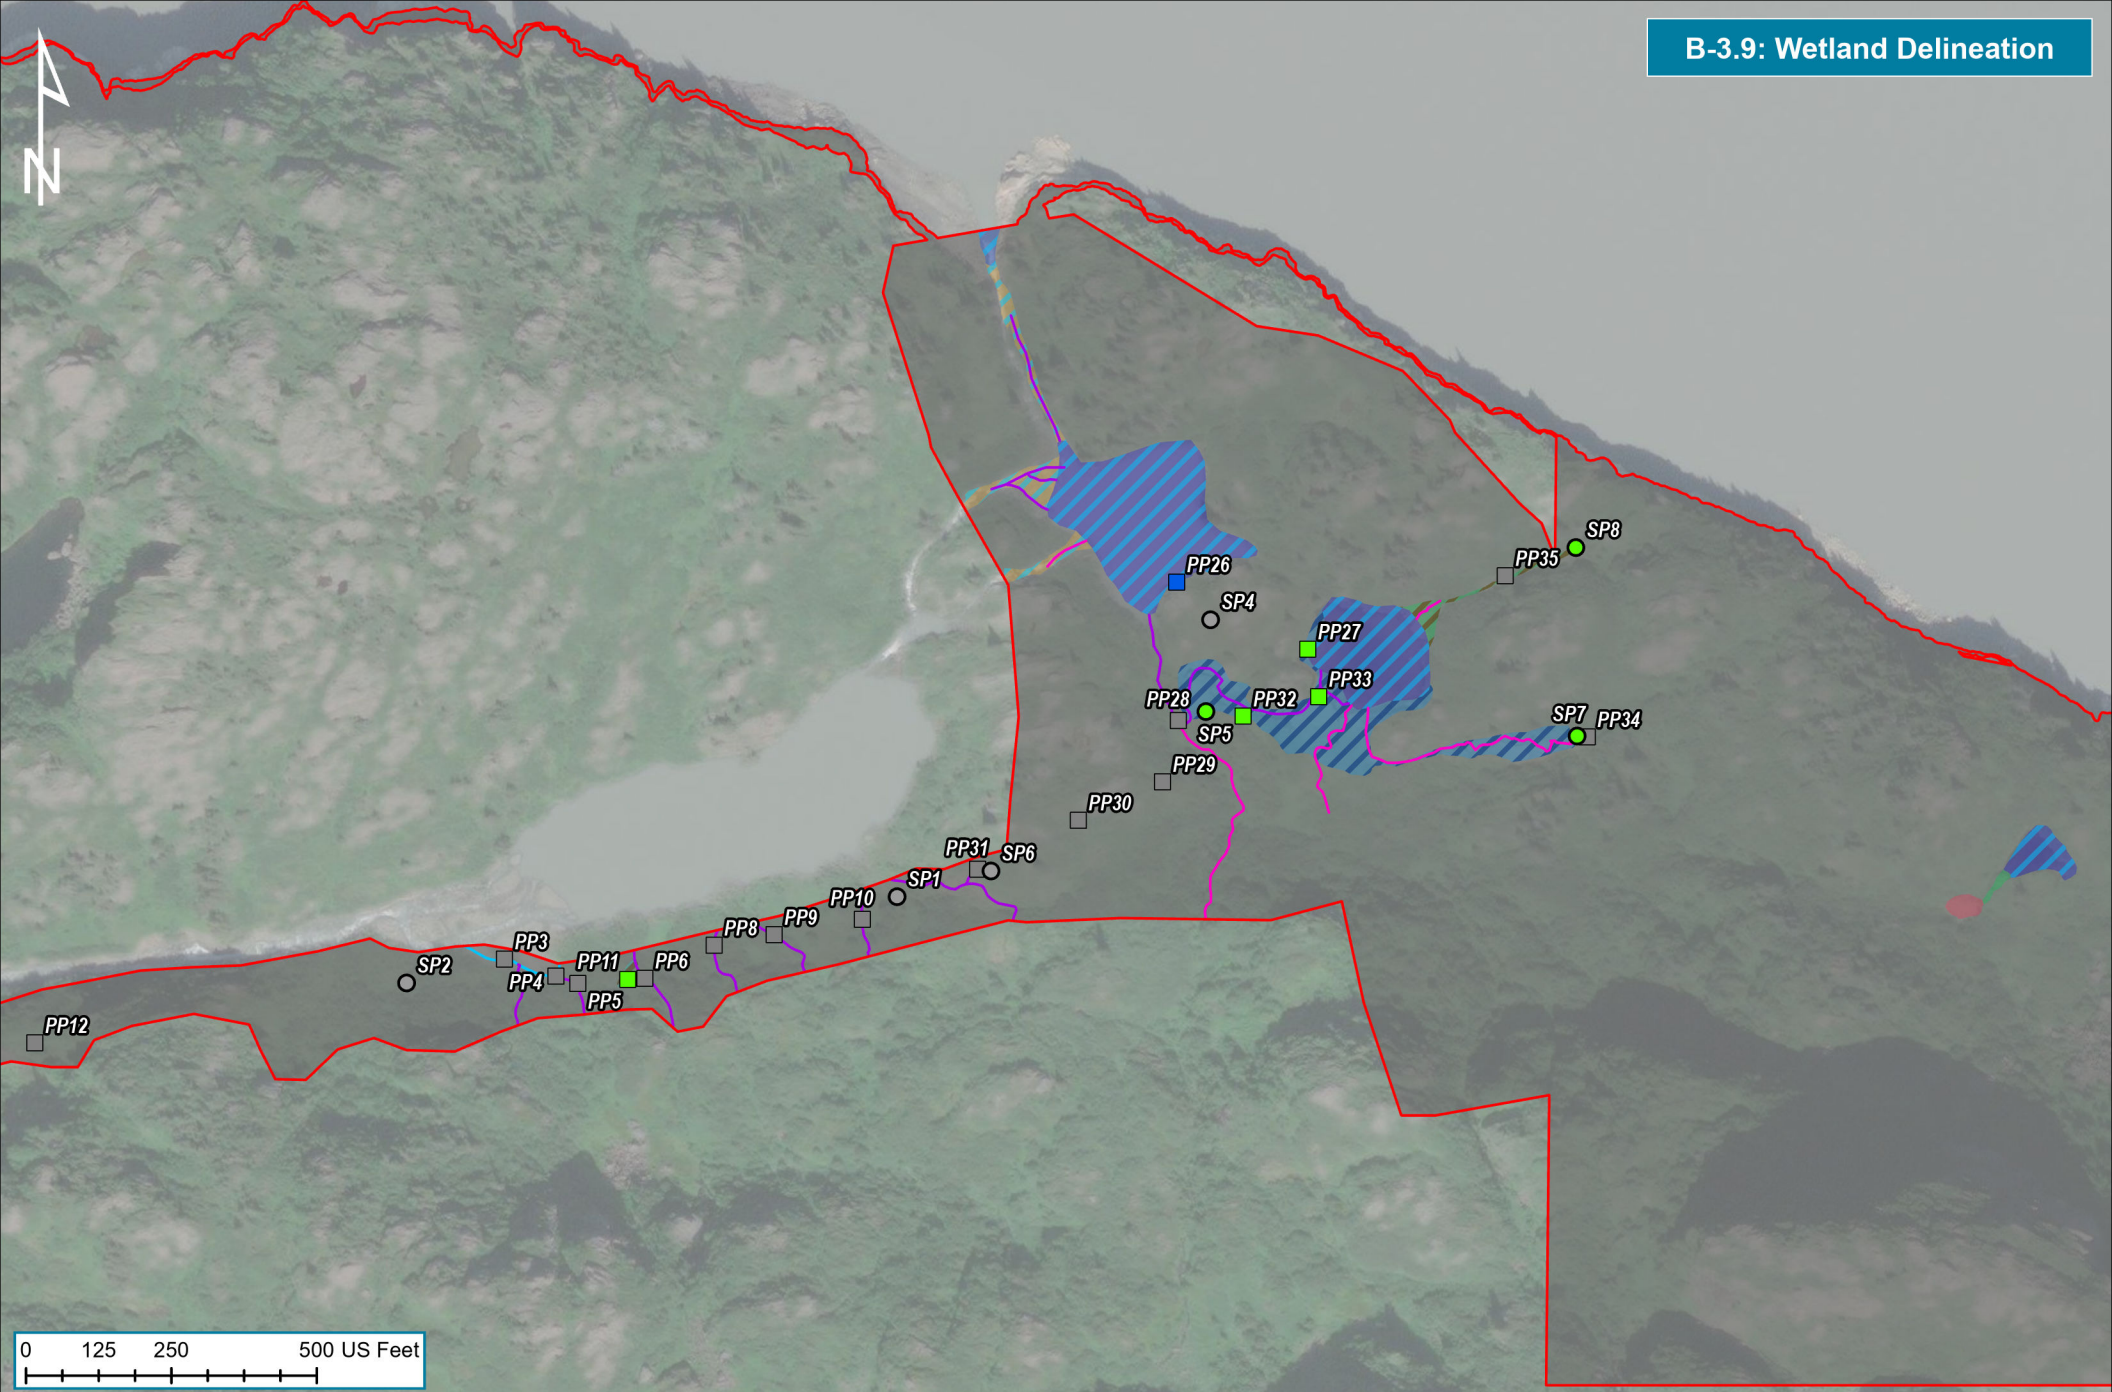 B-3.9: Wetland Delineation
N
SP8
PP35
PP26
SP4
PP27
PP33
PP28
PP32
SP5
SP7
PP34
PP29
PP30
PP31
SP6
SP1
PP10
PP9
PP8
PP3
PP11
PP6
SP2
PP4
PP5
PP12
0 125 250 500 US Feet